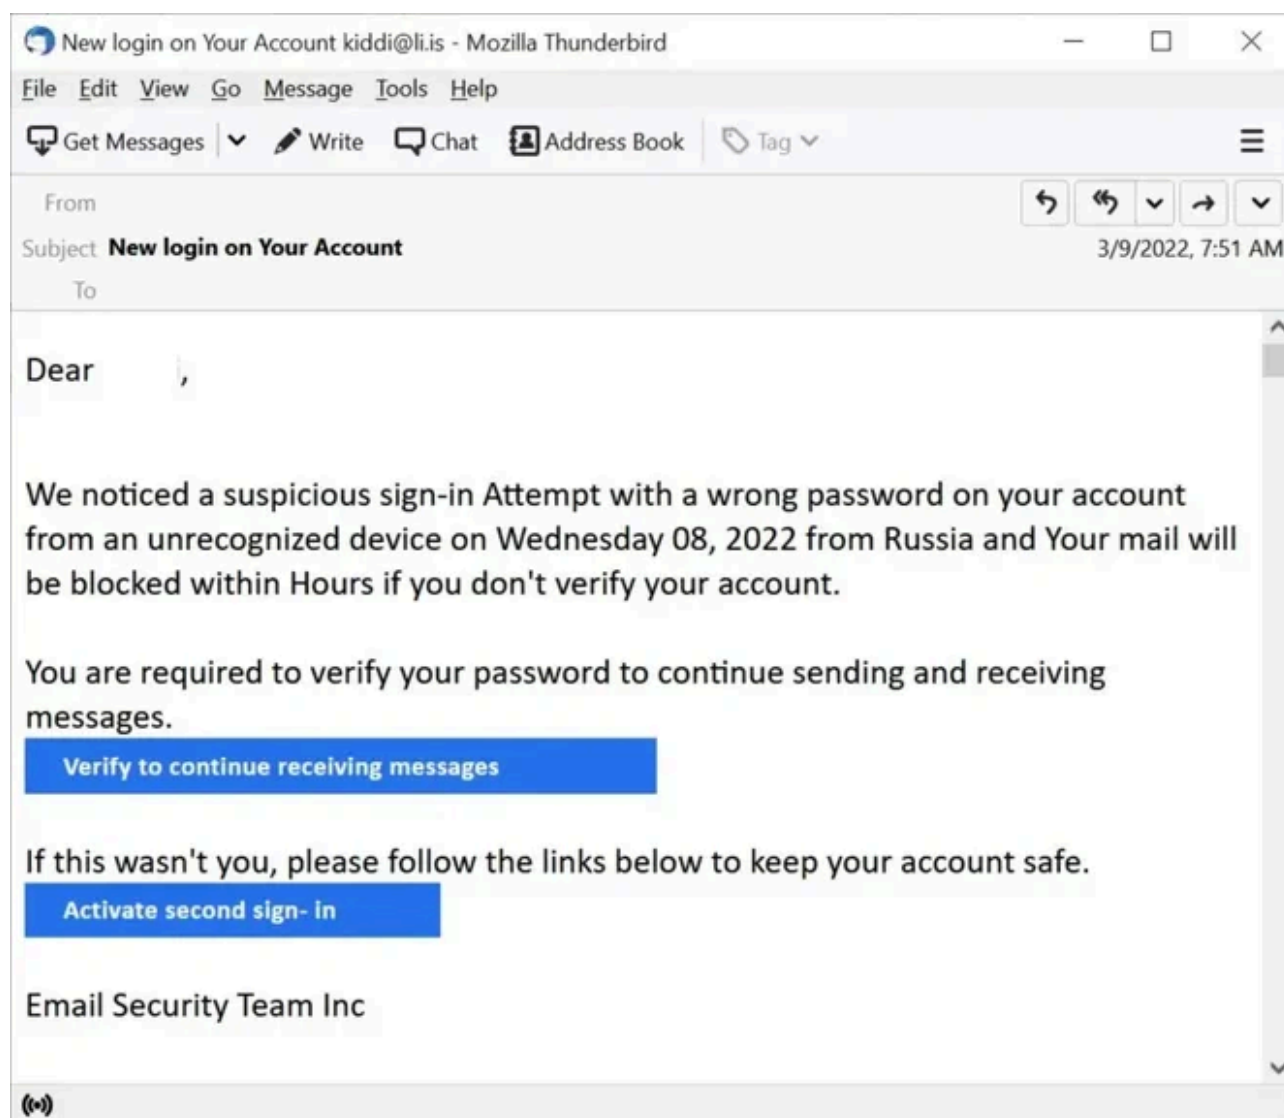 New login on Your Account kiddi@li.is - Mozilla Thunderbird
File Edit View Go Message Tools Help
Get Messages Write Chat Address Book Tag
From
Subject New login on Your Account 3/9/2022, 7:51 AM
To
Dear ,
We noticed a suspicious sign-in Attempt with a wrong password on your account
from an unrecognized device on Wednesday 08, 2022 from Russia and Your mail will
be blocked within Hours if you don't verify your account.
You are required to verify your password to continue sending and receiving
messages.
Verify to continue receiving messages
If this wasn't you, please follow the links below to keep your account safe.
Activate second sign- in
Email Security Team Inc